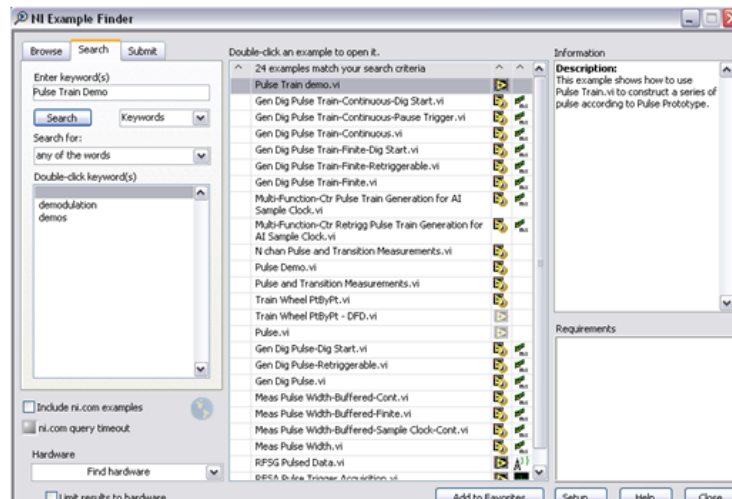 NI Example Finder
Browse
Search
Submit
Enter keyword(s)
Pulse Train Demo
Search
Keywords
Search for:
any of the words
Double-click keyword(s)
demodulation
demos
Include ni.com examples
ni.com query timeout
Hardware
Find hardware
Limit results to hardware
Double-click an example to open it.
24 examples match your search criteria
Pulse Train demo.vi
Gen Dig Pulse Train-Continuous-Dig Start.vi
Gen Dig Pulse Train-Continuous-Pause Trigger.vi
Gen Dig Pulse Train-Continuous.vi
Gen Dig Pulse Train-Finite-Dig Start.vi
Gen Dig Pulse Train-Finite-Retriggerable.vi
Gen Dig Pulse Train-Finite.vi
Multi-Function-Ctr Pulse Train Generation for AI
Sample Clock.vi
Multi-Function-Ctr Retrigg Pulse Train Generation for
AI Sample Clock.vi
N chan Pulse and Transition Measurements.vi
Pulse Demo.vi
Pulse and Transition Measurements.vi
Train Wheel PtByPt.vi
Train Wheel PtByPt - DFD.vi
Pulse.vi
Gen Dig Pulse-Dig Start.vi
Gen Dig Pulse-Retriggerable.vi
Gen Dig Pulse.vi
Meas Pulse Width-Buffered-Cont.vi
Meas Pulse Width-Buffered-Finite.vi
Meas Pulse Width-Buffered-Sample Clock-Cont.vi
Meas Pulse Width.vi
RFSG Pulsed Data.vi
RFSA Pulse Trigger Acquisition.vi
Add to Favorites
Information
Description:
This example shows how to use
Pulse Train.vi to construct a series of
pulse according to Pulse Prototype.
Requirements
Setup...
Help
Close